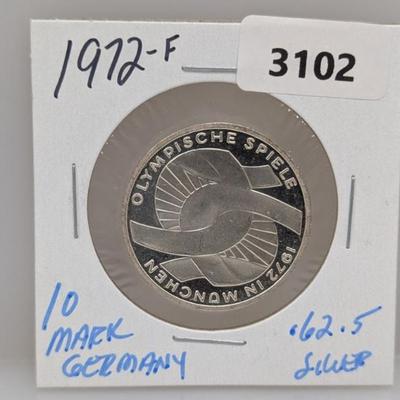 1972-F
3102
OLYMPISCHE SPIELE
1972 IN MÜNCHEN
10
MARK
GERMANY
.62.5
SILVER